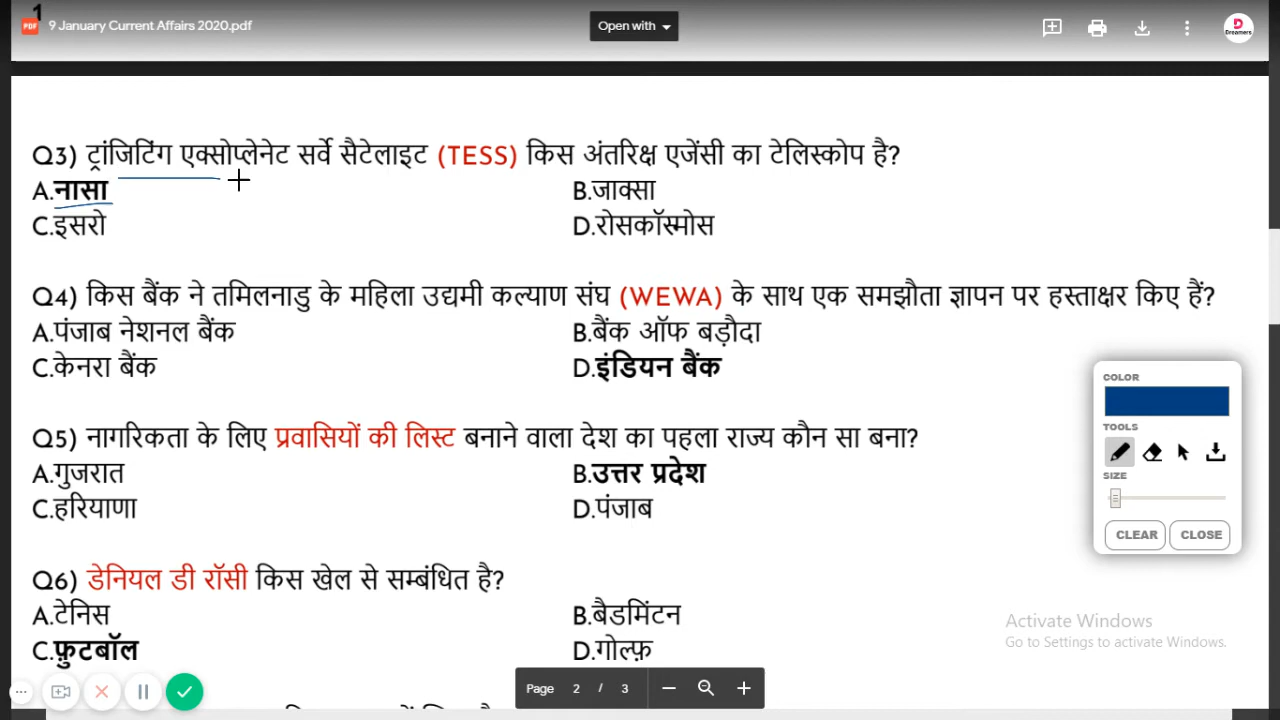 1
PDF 9 January Current Affairs 2020.pdf
Open with
Dreamers
Q3) ट्रांजिटिंग एक्सोप्लेनेट सर्वे सैटेलाइट (TESS) किस अंतरिक्ष एजेंसी का टेलिस्कोप है?
A.नासा B.जाक्सा
C.इसरो D.रोसकॉस्मोस
Q4) किस बैंक ने तमिलनाडु के महिला उद्यमी कल्याण संघ (WEWA) के साथ एक समझौता ज्ञापन पर हस्ताक्षर किए हैं?
A.पंजाब नेशनल बैंक B.बैंक ऑफ बड़ौदा
C.केनरा बैंक D.इंडियन बैंक
COLOR
TOOLS
SIZE
CLEAR CLOSE
Q5) नागरिकता के लिए प्रवासियों की लिस्ट बनाने वाला देश का पहला राज्य कौन सा बना?
A.गुजरात B.उत्तर प्रदेश
C.हरियाणा D.पंजाब
Q6) डेनियल डी रॉसी किस खेल से सम्बंधित है?
A.टेनिस B.बैडमिंटन
C.फ़ुटबॉल D.गोल्फ़
Activate Windows
Go to Settings to activate Windows.
Page 2 / 3